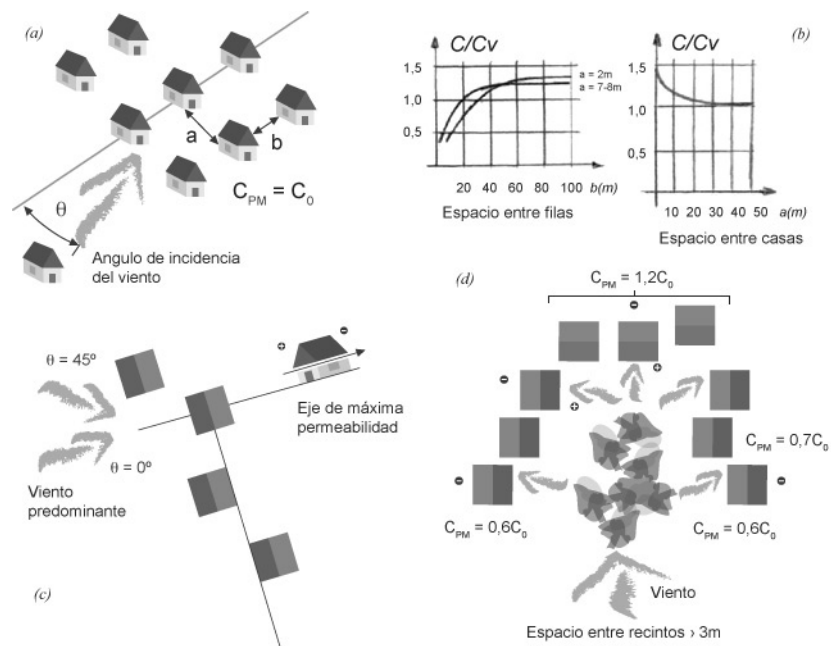 (a)
a
b
C_PM = C_0
θ
Angulo de incidencia
del viento
C/Cv
1,5
1,0
0,5
a = 2m
a = 7-8m
20 40 60 80 100 b(m)
Espacio entre filas
C/Cv
(b)
1,5
1,0
0,5
10 20 30 40 50 a(m)
Espacio entre casas
θ = 45º
θ = 0º
Viento
predominante
+
-
Eje de máxima
permeabilidad
(c)
(d)
C_PM = 1,2C_0
-
-
+
+
C_PM = 0,7C_0
-
-
C_PM = 0,6C_0
C_PM = 0,6C_0
Viento
Espacio entre recintos › 3m